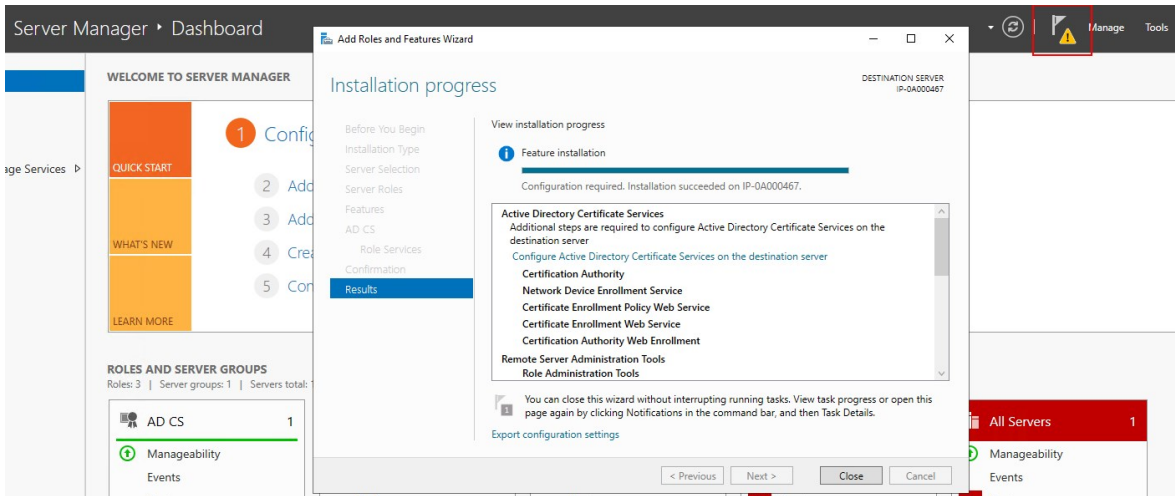 Server Manager ‣ Dashboard
Manage
Tools
WELCOME TO SERVER MANAGER
age Services
QUICK START
WHAT'S NEW
LEARN MORE
1
2 Add
3 Add
4
5
ROLES AND SERVER GROUPS
Roles: 3 | Server groups: 1 | Servers total:
AD CS 1
Manageability
Events
Add Roles and Features Wizard
Installation progress
DESTINATION SERVER
IP-0A000467
Before You Begin
Installation Type
Server Selection
Server Roles
Features
AD CS
Role Services
Confirmation
Results
View installation progress
Feature installation
Configuration required. Installation succeeded on IP-0A000467.
Active Directory Certificate Services
Additional steps are required to configure Active Directory Certificate Services on the
destination server
Configure Active Directory Certificate Services on the destination server
Certification Authority
Network Device Enrollment Service
Certificate Enrollment Policy Web Service
Certificate Enrollment Web Service
Certification Authority Web Enrollment
Remote Server Administration Tools
Role Administration Tools
1
You can close this wizard without interrupting running tasks. View task progress or open this
page again by clicking Notifications in the command bar, and then Task Details.
Export configuration settings
< Previous
Next >
Close
Cancel
All Servers 1
Manageability
Events